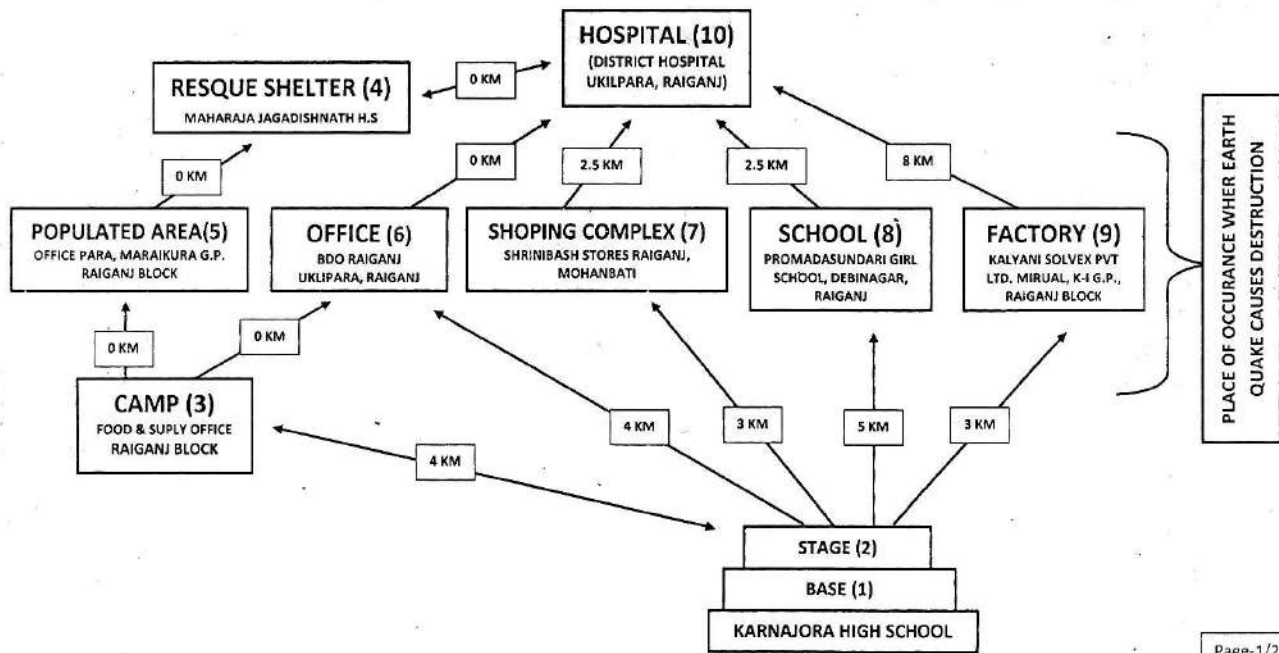 HOSPITAL (10)
(DISTRICT HOSPITAL
UKILPARA, RAIGANJ)
0 KM
RESQUE SHELTER (4)
MAHARAJA JAGADISHNATH H.S
0 KM
0 KM
2.5 KM
2.5 KM
8 KM
POPULATED AREA(5)
OFFICE PARA, MARAIKURA G.P.
RAIGANJ BLOCK
OFFICE (6)
BDO RAIGANJ
UKLIPARA, RAIGANJ
SHOPING COMPLEX (7)
SHRINIBASH STORES RAIGANJ,
MOHANBATI
SCHOOL (8)
PROMADASUNDARI GIRL
SCHOOL, DEBINAGAR,
RAIGANJ
FACTORY (9)
KALYANI SOLVEX PVT
LTD. MIRUAL, K-I G.P.,
RAIGANJ BLOCK
PLACE OF OCCURANCE WHER EARTH
QUAKE CAUSES DESTRUCTION
0 KM
0 KM
CAMP (3)
FOOD & SUPLY OFFICE
RAIGANJ BLOCK
4 KM
4 KM
3 KM
5 KM
3 KM
STAGE (2)
BASE (1)
KARNAJORA HIGH SCHOOL
Page-1/2